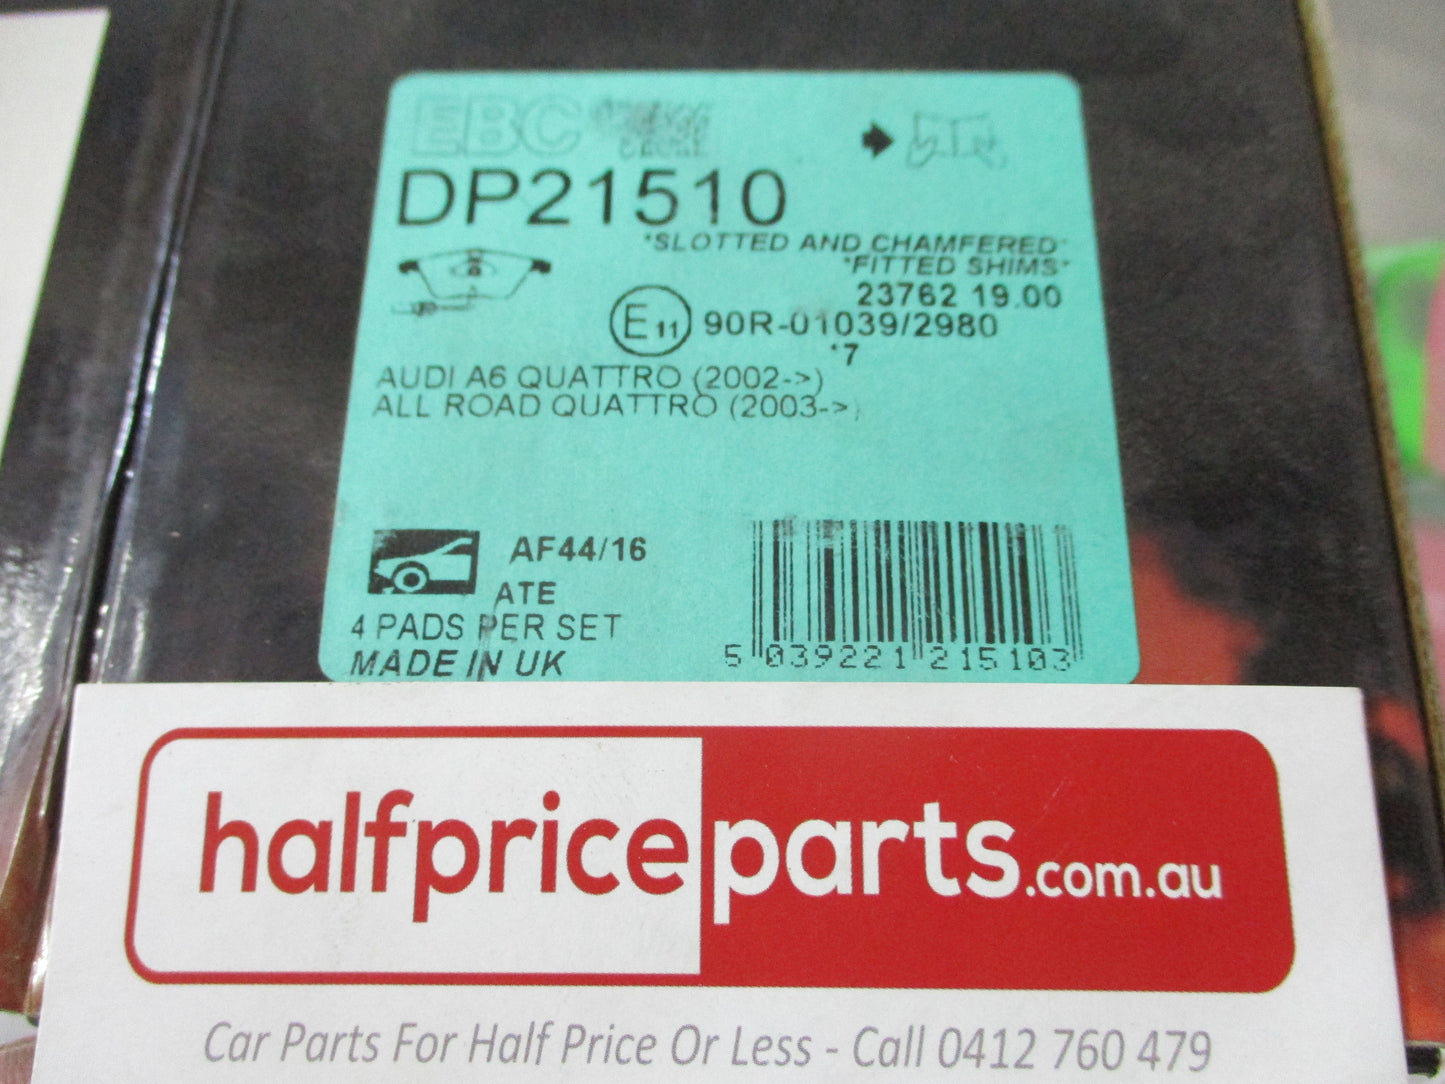 EBC
DP21510
*SLOTTED AND CHAMFERED*
*FITTED SHIMS*
23762 19.00
E11 90R-01039/2980
*7
AUDI A6 QUATTRO (2002->)
ALL ROAD QUATTRO (2003->)
AF44/16
ATE
4 PADS PER SET
MADE IN UK
5 039221 215103
halfpriceparts.com.au
Car Parts For Half Price Or Less - Call 0412 760 479